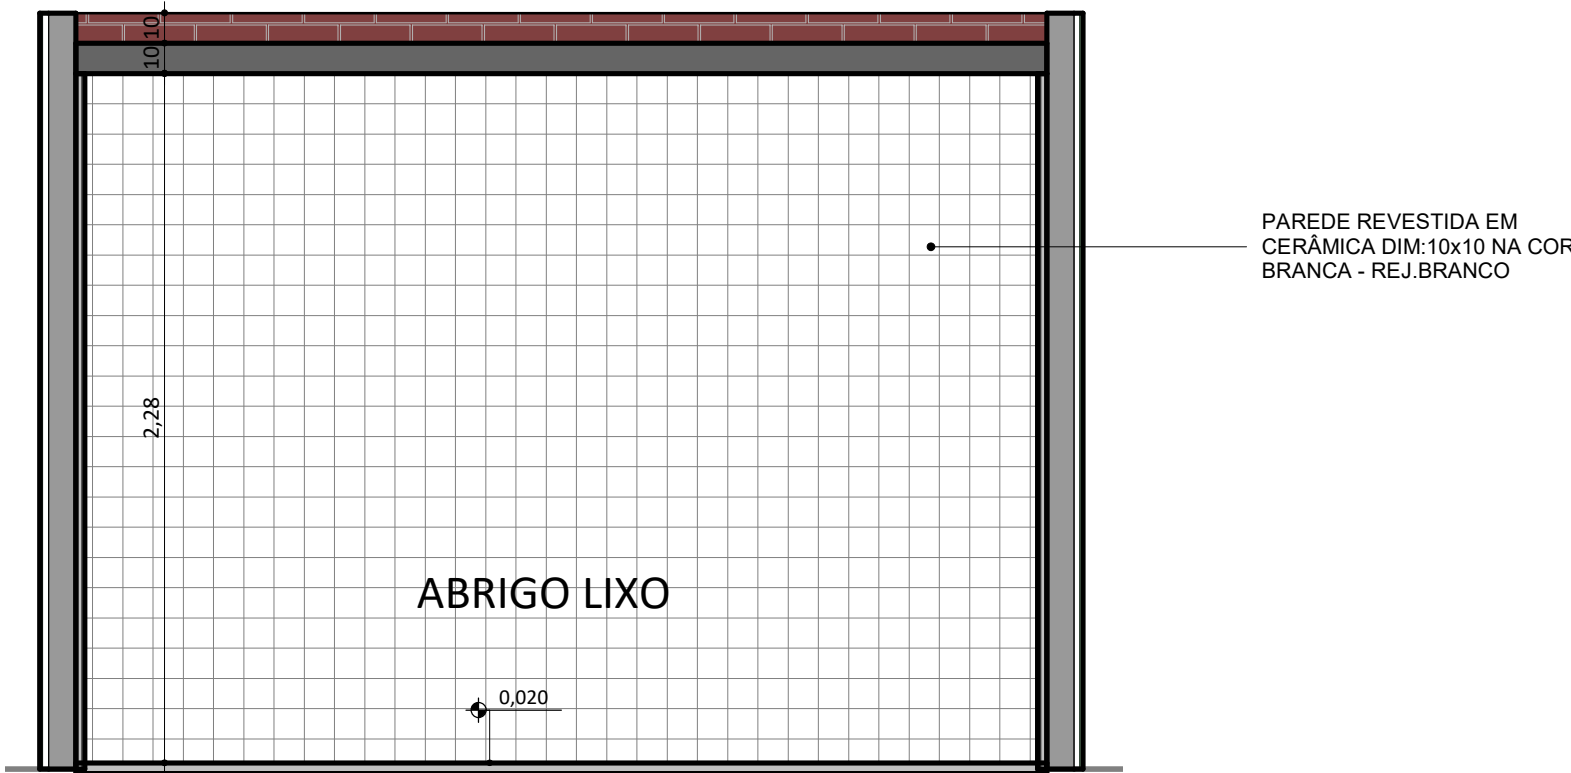 10
10
PAREDE REVESTIDA EM
CERÂMICA DIM:10x10 NA COR
BRANCA - REJ.BRANCO
2,28
ABRIGO LIXO
0,020